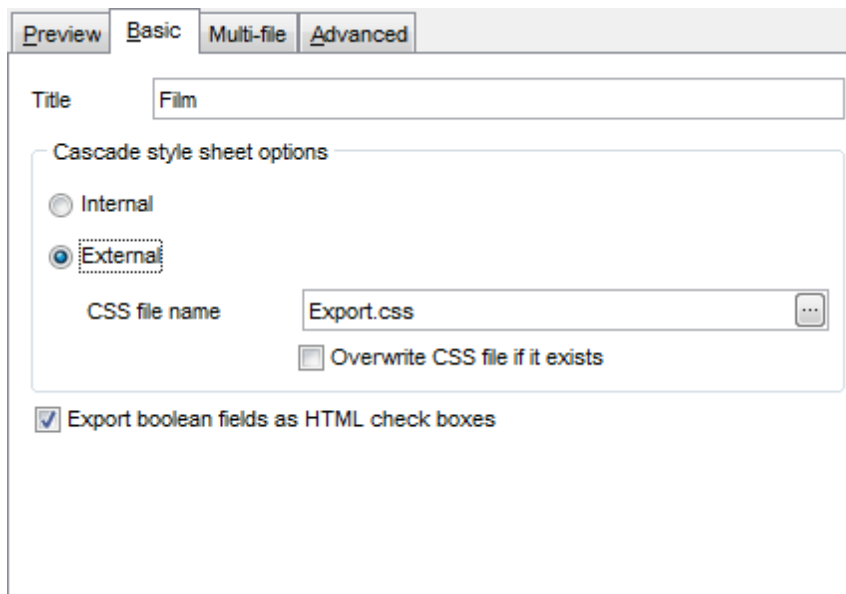 Preview Basic Multi-file Advanced
Title Film
Cascade style sheet options
Internal
External
CSS file name Export.css ...
Overwrite CSS file if it exists
Export boolean fields as HTML check boxes